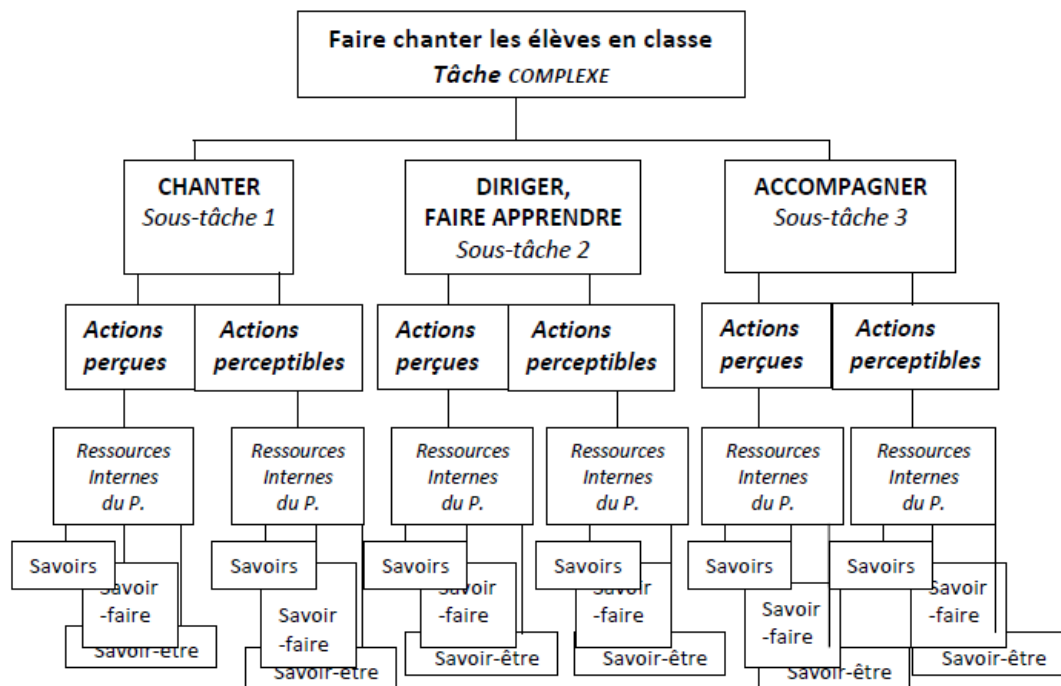 Faire chanter les élèves en classe
Tâche COMPLEXE
CHANTER
Sous-tâche 1
DIRIGER,
FAIRE APPRENDRE
Sous-tâche 2
ACCOMPAGNER
Sous-tâche 3
Actions
perçues
Actions
perceptibles
Actions
perçues
Actions
perceptibles
Actions
perçues
Actions
perceptibles
Ressources
Internes
du P.
Ressources
Internes
du P.
Ressources
Internes
du P.
Ressources
Internes
du P.
Ressources
Internes
du P.
Ressources
Internes
du P.
Savoirs
Savoir
-faire
Savoir-être
Savoirs
Savoir
-faire
Savoir-être
Savoirs
Savoir
-faire
Savoir-être
Savoirs
Savoir
-faire
Savoir-être
Savoirs
Savoir
-faire
Savoir-être
Savoirs
Savoir
-faire
Savoir-être